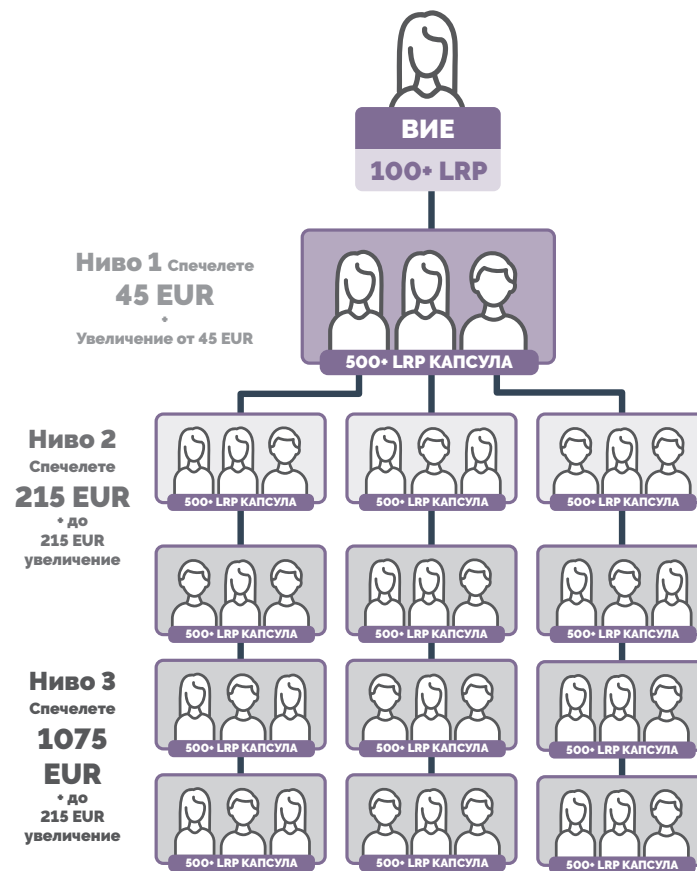 ВИЕ
100+ LRP
Ниво 1 Спечелете
45 EUR
+
Увеличение от 45 EUR
500+ LRP КАПСУЛА
Ниво 2
Спечелете
215 EUR
+ до
215 EUR
увеличение
500+ LRP КАПСУЛА
500+ LRP КАПСУЛА
500+ LRP КАПСУЛА
500+ LRP КАПСУЛА
500+ LRP КАПСУЛА
500+ LRP КАПСУЛА
Ниво 3
Спечелете
1075
EUR
+ до
215 EUR
увеличение
500+ LRP КАПСУЛА
500+ LRP КАПСУЛА
500+ LRP КАПСУЛА
500+ LRP КАПСУЛА
500+ LRP КАПСУЛА
500+ LRP КАПСУЛА